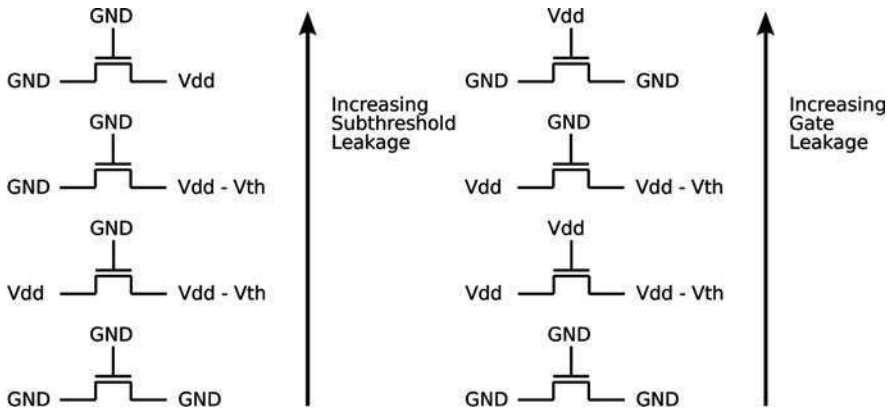 GND
GND Vdd
GND
GND Vdd - Vth
GND
Vdd Vdd - Vth
GND
GND GND
Increasing
Subthreshold
Leakage
Vdd
GND GND
GND
Vdd Vdd - Vth
Vdd
Vdd Vdd - Vth
GND
GND GND
Increasing
Gate
Leakage